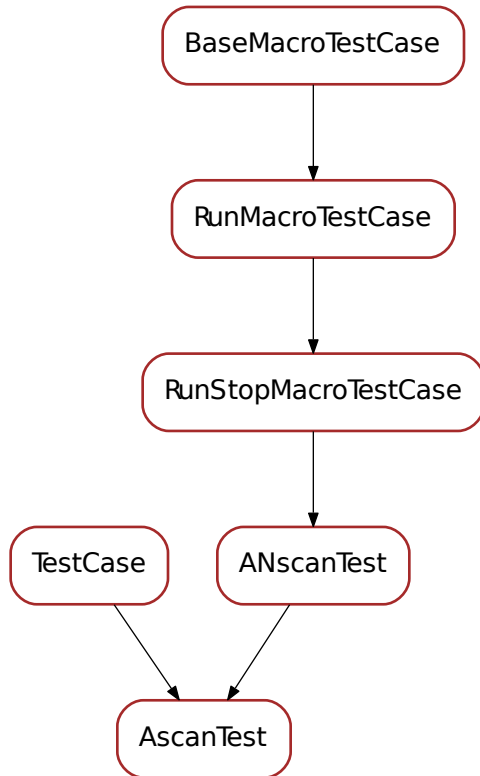 BaseMacroTestCase
RunMacroTestCase
RunStopMacroTestCase
TestCase
ANscanTest
AscanTest